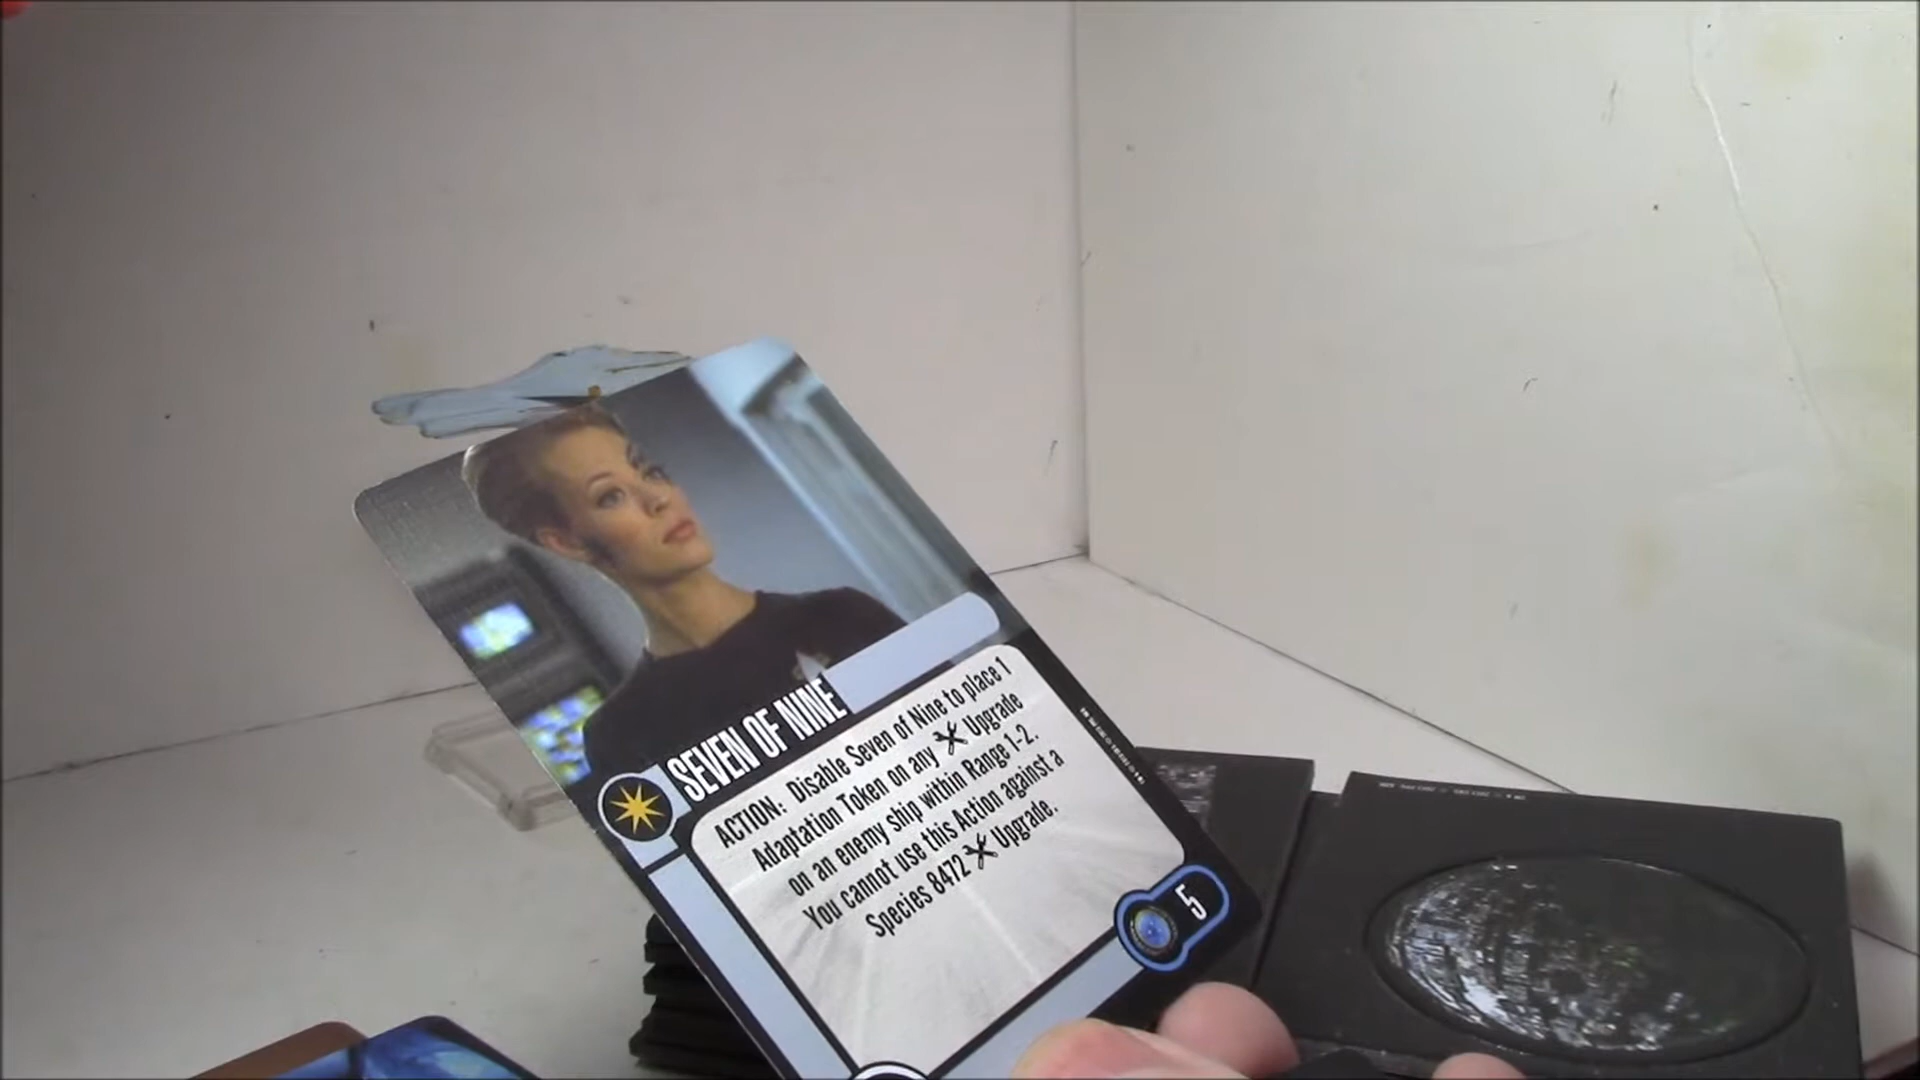 SEVEN OF NINE
ACTION: Disable Seven of Nine to place 1
Adaptation Token on any Upgrade
on an enemy ship within Range 1-2.
You cannot use this Action against a
Species 8472 Upgrade.
5